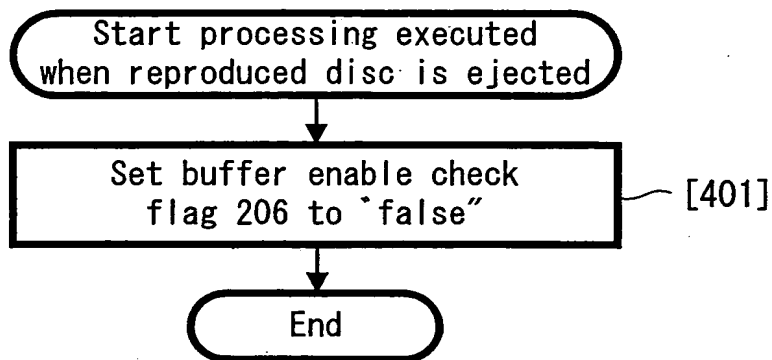 Start processing executed
when reproduced disc is ejected
Set buffer enable check
flag 206 to "false"
[401]
End